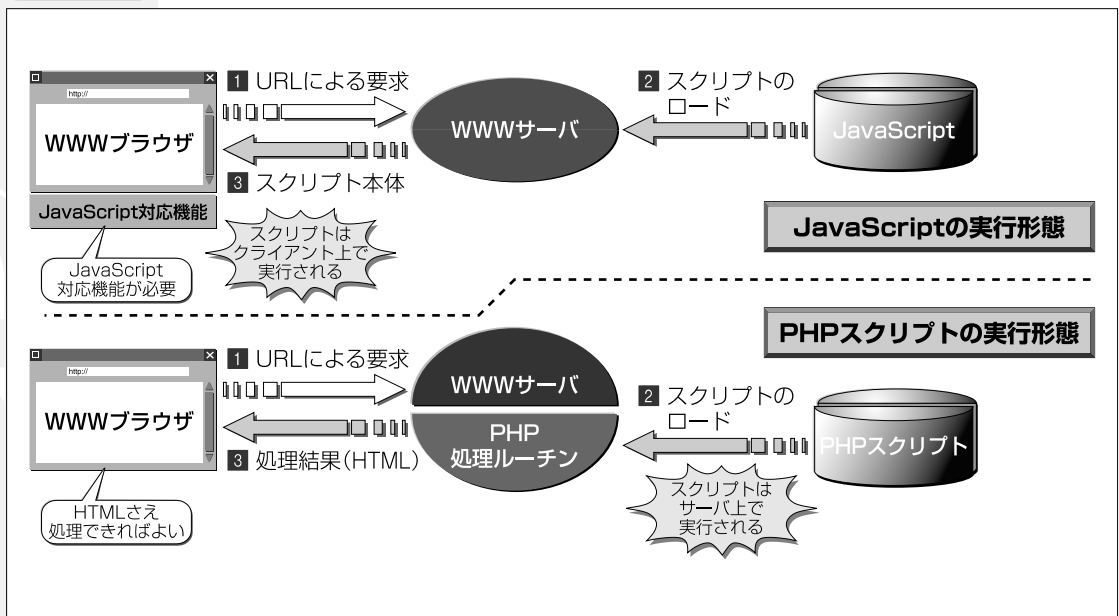 1 URLによる要求
http://
WWWブラウザ
WWWサーバ
2 スクリプトの
ロード
JavaScript
3 スクリプト本体
JavaScript対応機能
スクリプトは
クライアント上で
実行される
JavaScript
対応機能が必要
JavaScriptの実行形態
PHPスクリプトの実行形態
1 URLによる要求
http://
WWWブラウザ
WWWサーバ
PHP
処理ルーチン
2 スクリプトの
ロード
PHPスクリプト
3 処理結果(HTML)
スクリプトは
サーバ上で
実行される
HTMLさえ
処理できればよい